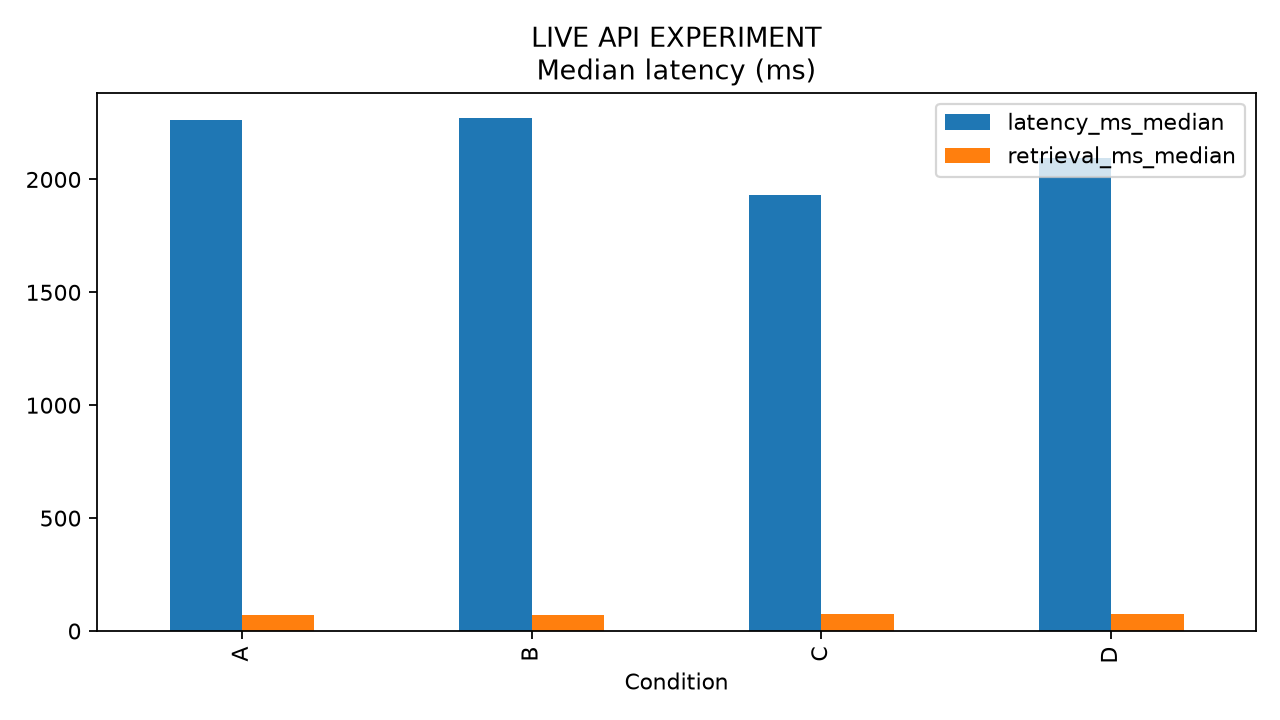 LIVE API EXPERIMENT
Median latency (ms)
latency_ms_median
retrieval_ms_median
2000
1500
1000
500
0
A
B
C
D
Condition